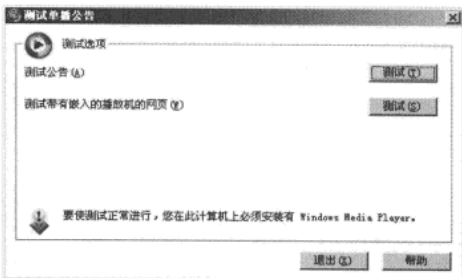 测试单播公告
测试选项
测试公告(A)
测试(T)
测试带有嵌入的播放机的网页(W)
测试(S)
要使测试正常进行，您在此计算机上必须安装有 Windows Media Player。
退出(X)
帮助